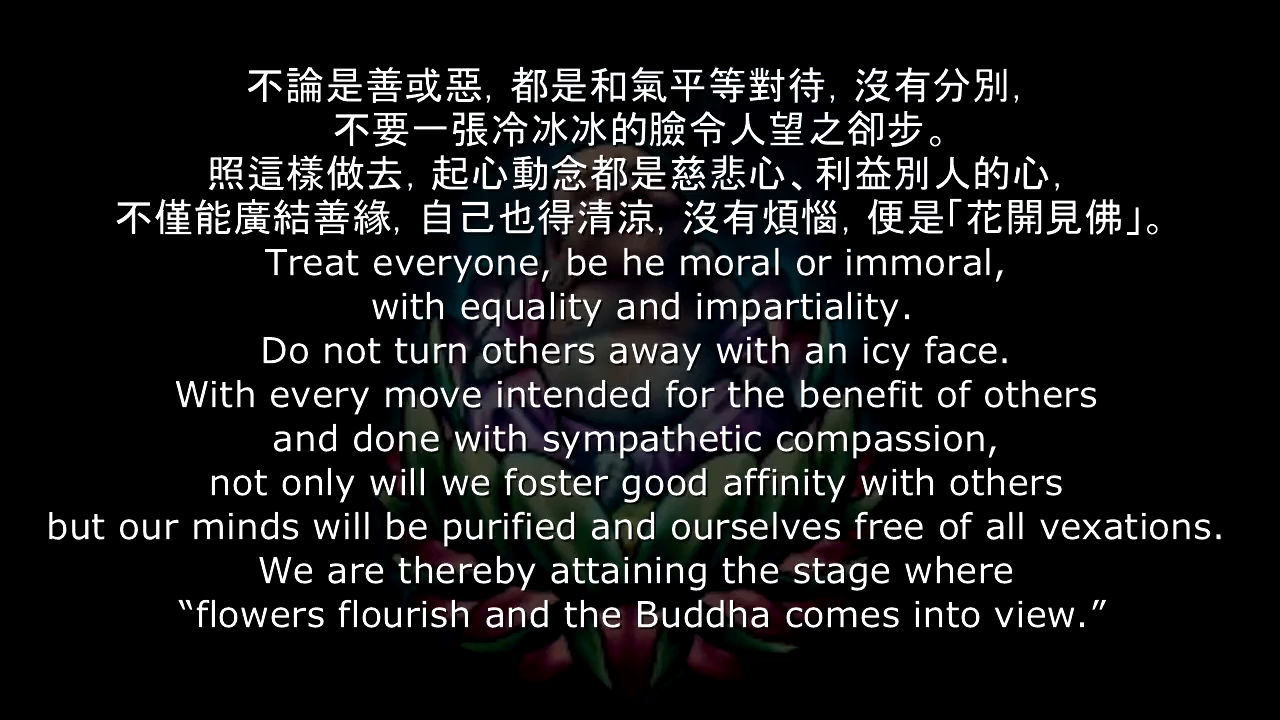 不論是善或惡，都是和氣平等對待，沒有分別，
不要一張冷冰冰的臉令人望之卻步。
照這樣做去，起心動念都是慈悲心、利益別人的心，
不僅能廣結善緣，自己也得清涼，沒有煩惱，便是「花開見佛」。
Treat everyone, be he moral or immoral,
with equality and impartiality.
Do not turn others away with an icy face.
With every move intended for the benefit of others
and done with sympathetic compassion,
not only will we foster good affinity with others
but our minds will be purified and ourselves free of all vexations.
We are thereby attaining the stage where
“flowers flourish and the Buddha comes into view.”